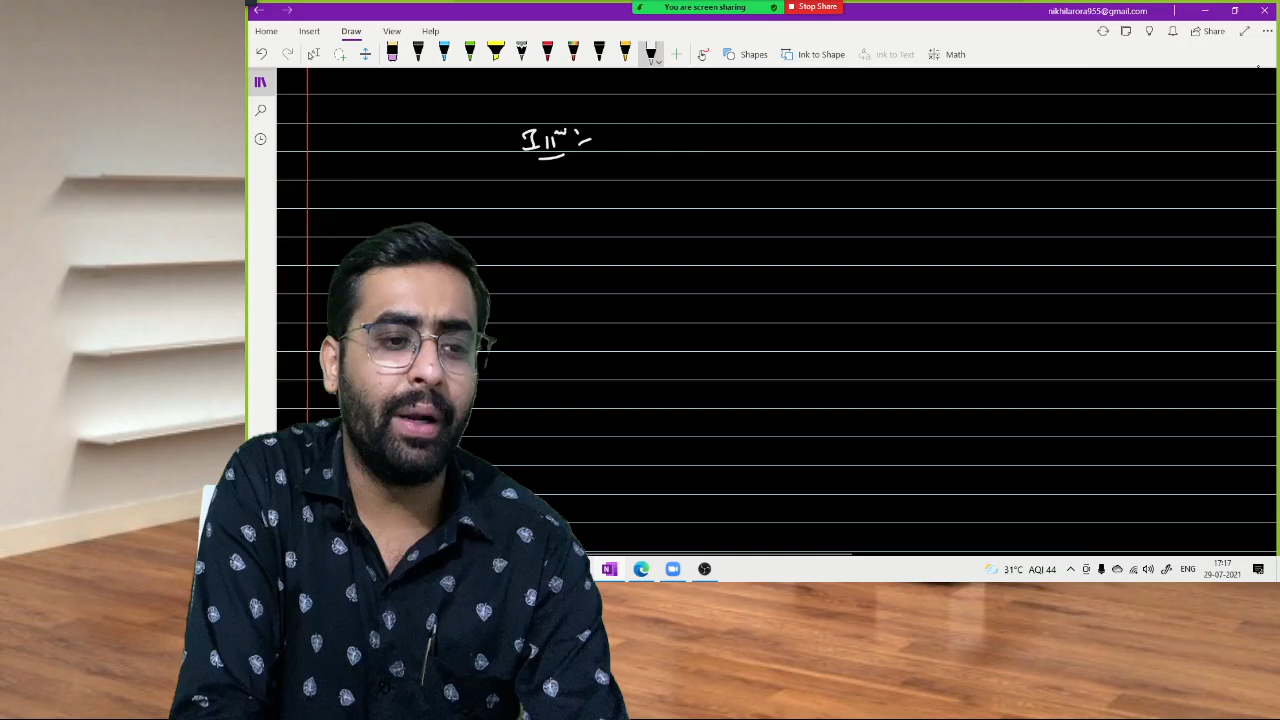 You are screen sharing Stop Share
nikhilarora955@gmail.com
Home Insert Draw View Help
Share
Shapes Ink to Shape Ink to Text Math
Illⁿ :-
31°C AQI 44 ENG 17:17
29-07-2021